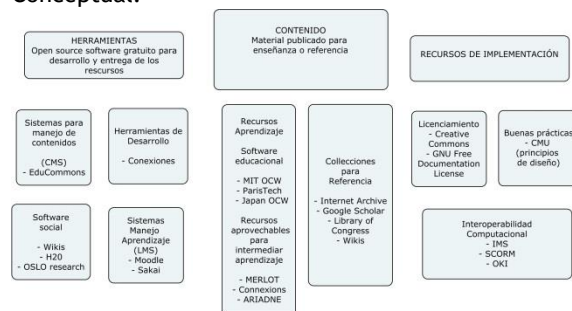 Conceptual.
HERRAMIENTAS
Open source software gratuito para
desarrollo y entrega de los
rescursos
CONTENIDO
Material publicado para
enseñanza o referencia
RECURSOS DE IMPLEMENTACIÓN
Sistemas para
manejo de
contenidos
(CMS)
- EduCommons
Herramientas de
Desarrollo
- Conexiones
Software
social
- Wikis
- H20
- OSLO research
Sistemas
Manejo
Aprendizaje
(LMS)
- Moodle
- Sakai
Recursos
Aprendizaje
Software
educacional
- MIT OCW
- ParisTech
- Japan OCW
Recursos
aprovechables
para
intermediar
aprendizaje
- MERLOT
- Connexions
- ARIADNE
Collecciones
para
Referencia
- Internet Archive
- Google Scholar
- Library of
Congress
- Wikis
Licenciamiento
- Creative
Commons
- GNU Free
Documentation
License
Buenas prácticas
- CMU
(principios
de diseño)
Interoperabilidad
Computacional
- IMS
- SCORM
- OKI